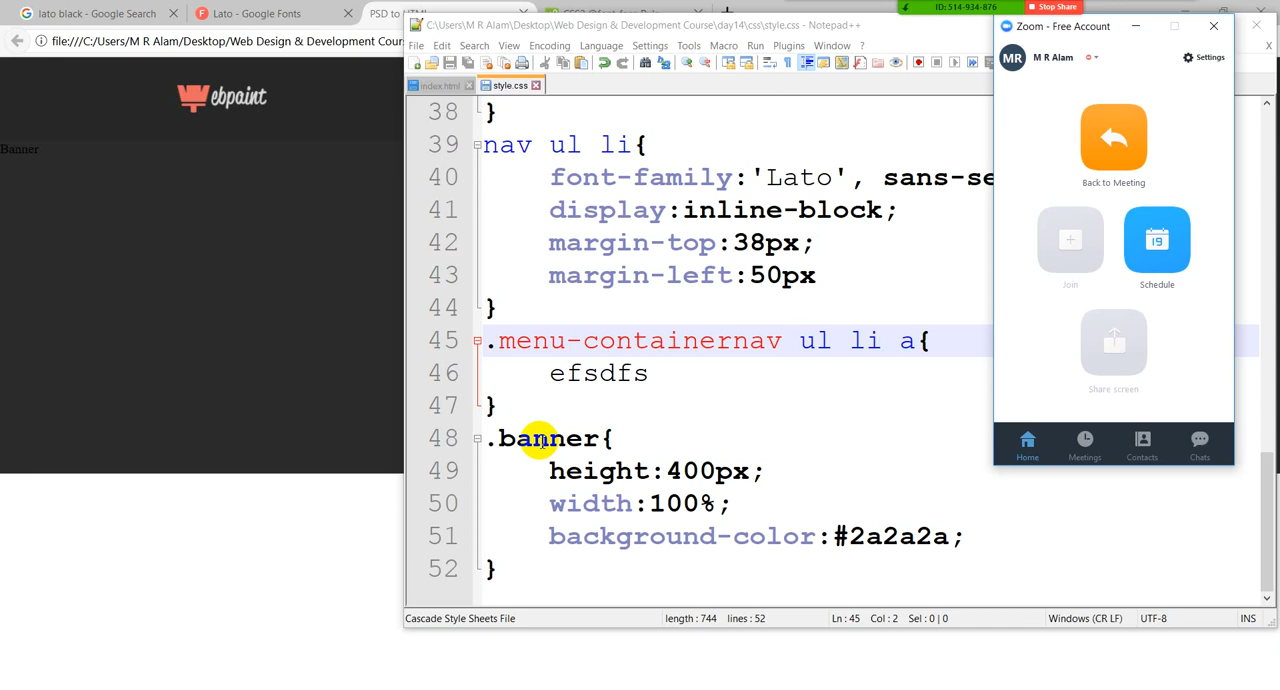 lato black - Google Search
Lato - Google Fonts
PSD to HTML
file:///C:/Users/M R Alam/Desktop/Web Design & Development Cour
ebpaint
Banner
C:\Users\M R Alam\Desktop\Web Design & Development Course\day14\css\style.css - Notepad++
File Edit Search View Encoding Language Settings Tools Macro Run Plugins Window ?
index.html
style.css
38 }
39 nav ul li{
40 font-family:'Lato', sans-se
41 display:inline-block;
42 margin-top:38px;
43 margin-left:50px
44 }
45 .menu-containernav ul li a{
46 efsdfs
47 }
48 .banner{
49 height:400px;
50 width:100%;
51 background-color:#2a2a2a;
52 }
Cascade Style Sheets File length : 744 lines : 52 Ln : 45 Col : 2 Sel : 0 | 0 Windows (CR LF) UTF-8 INS
ID: 514-934-876 Stop Share
Zoom - Free Account
MR M R Alam Settings
Back to Meeting
19
Join Schedule
Share screen
Home Meetings Contacts Chats